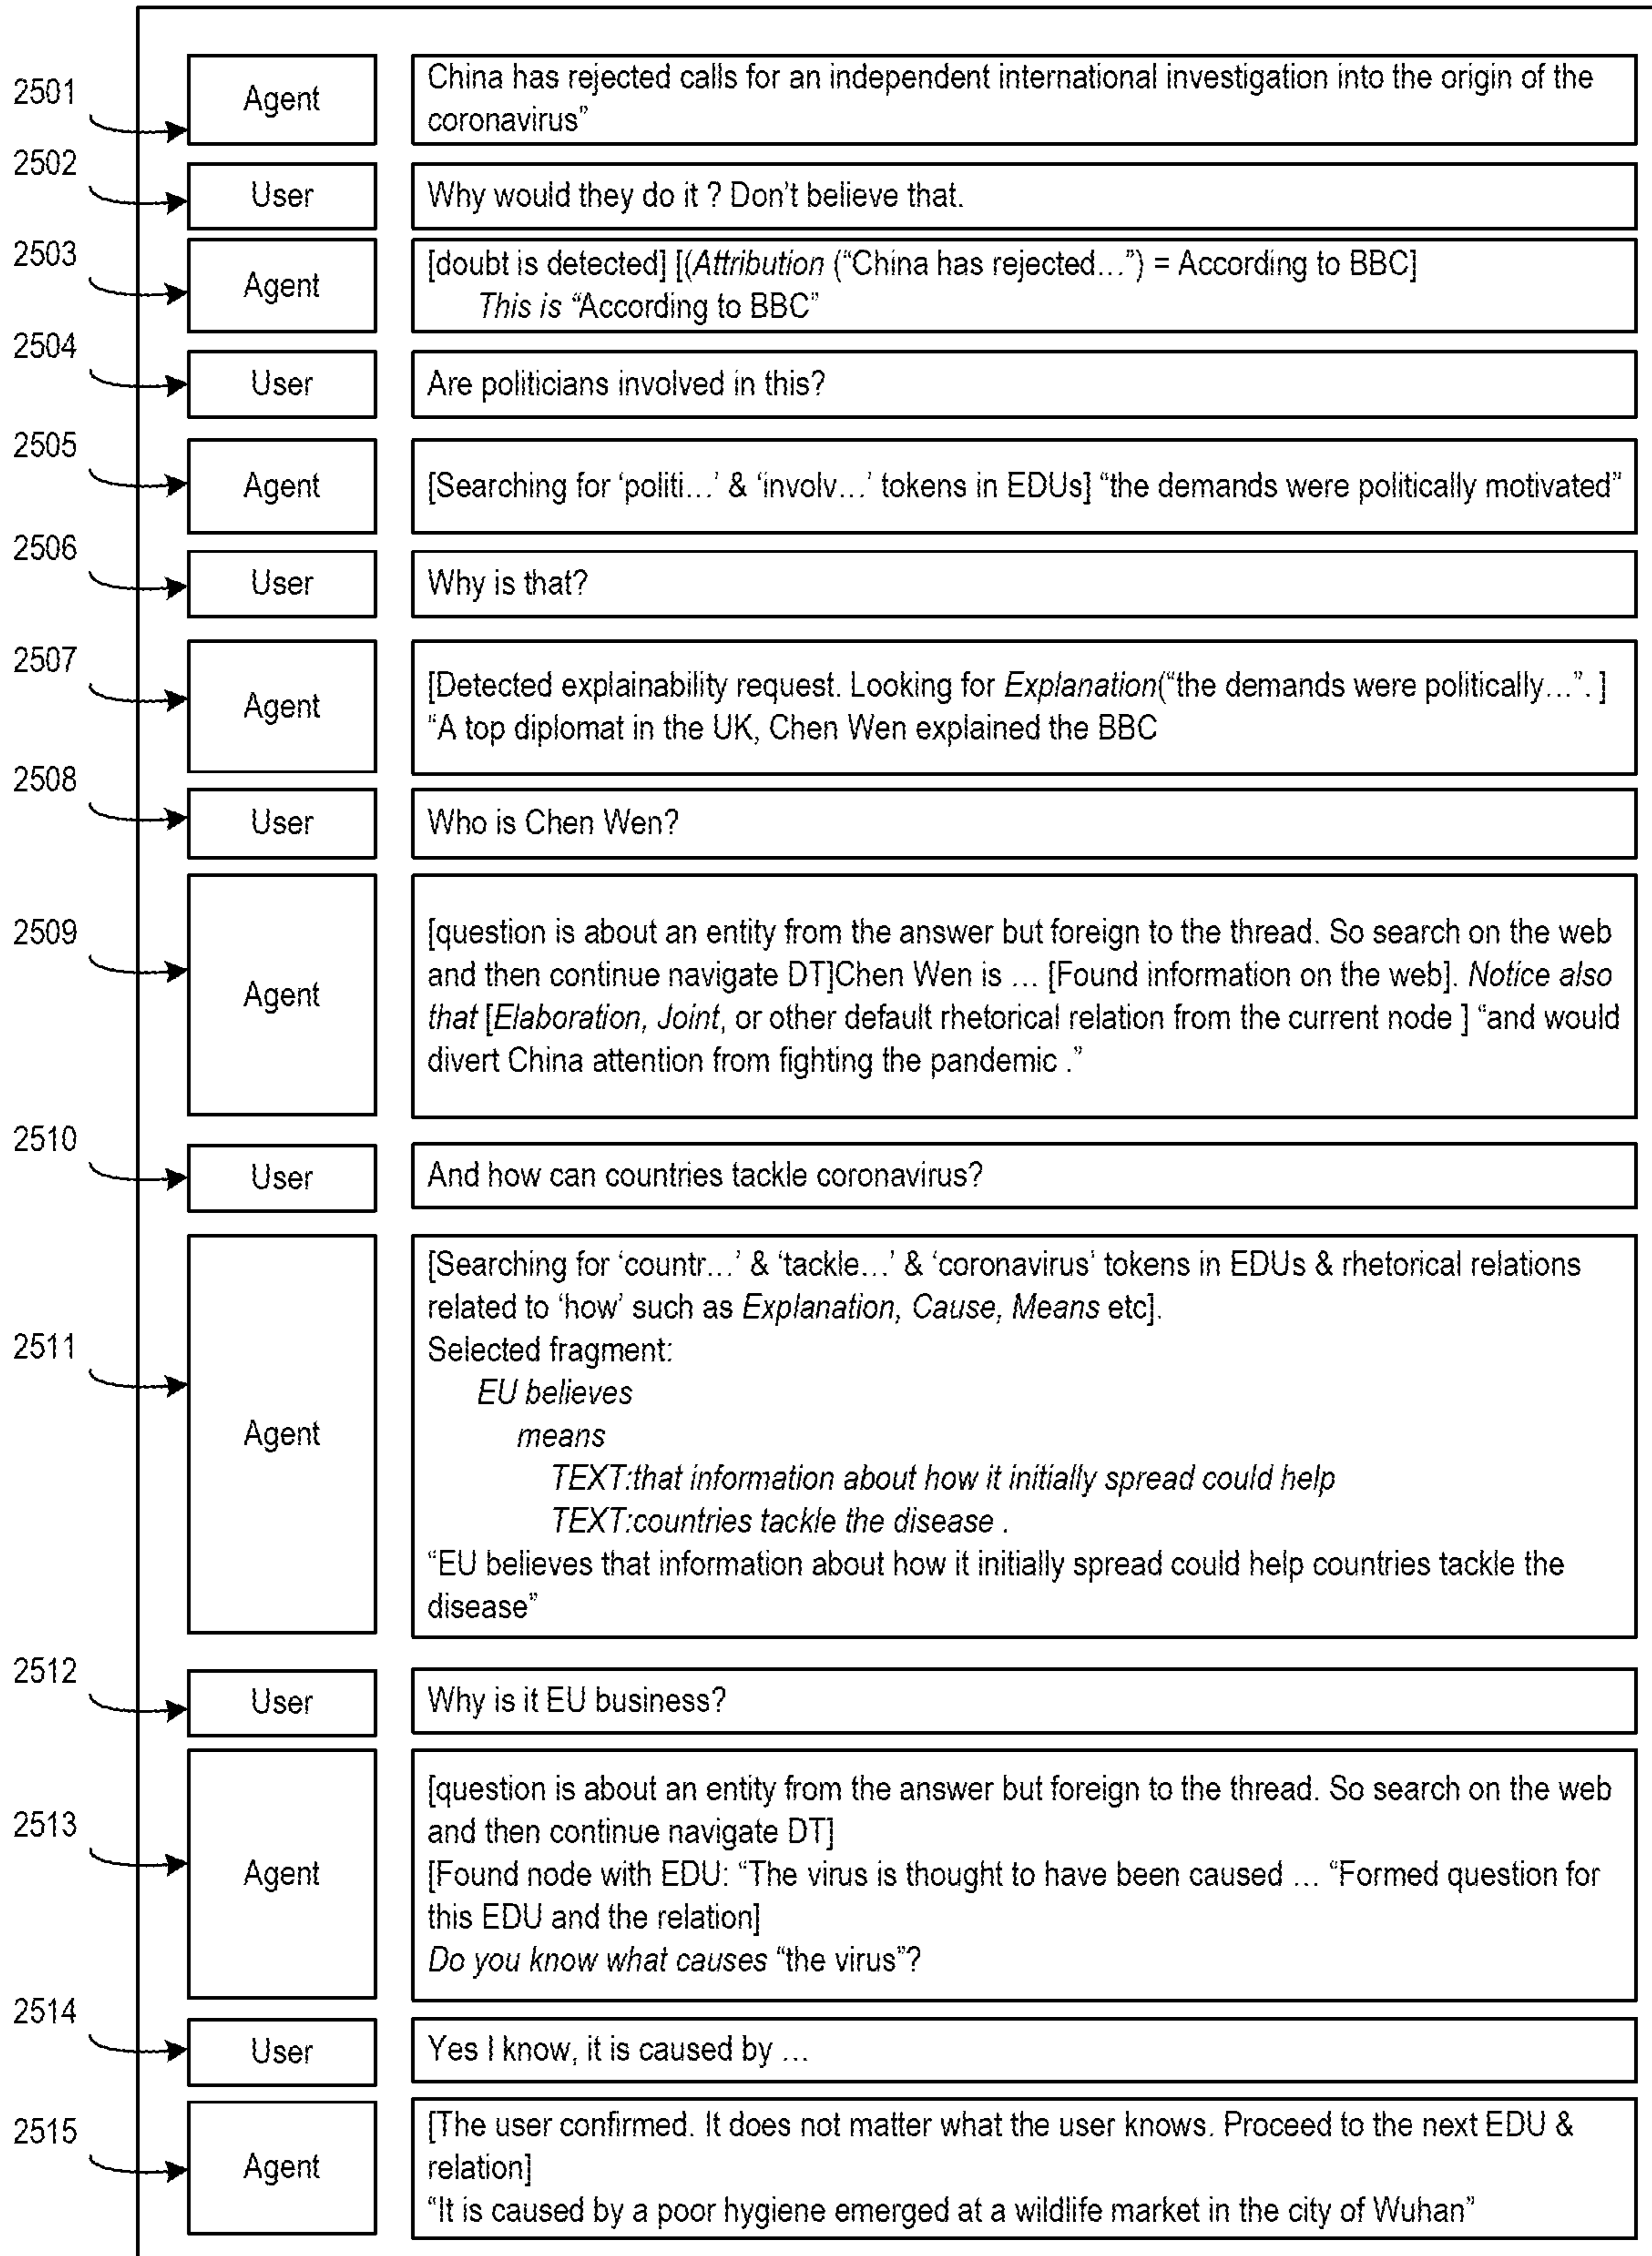 2501
Agent
China has rejected calls for an independent international investigation into the origin of the
coronavirus”
2502
User
Why would they do it ? Don't believe that.
2503
Agent
[doubt is detected] [(Attribution (“China has rejected...”) = According to BBC]
This is “According to BBC”
2504
User
Are politicians involved in this?
2505
Agent
[Searching for ‘politi...’ & ‘involv...’ tokens in EDUs] “the demands were politically motivated”
2506
User
Why is that?
2507
Agent
[Detected explainability request. Looking for Explanation(“the demands were politically...”. ]
“A top diplomat in the UK, Chen Wen explained the BBC
2508
User
Who is Chen Wen?
2509
Agent
[question is about an entity from the answer but foreign to the thread. So search on the web
and then continue navigate DT]Chen Wen is ... [Found information on the web]. Notice also
that [Elaboration, Joint, or other default rhetorical relation from the current node ] “and would
divert China attention from fighting the pandemic .”
2510
User
And how can countries tackle coronavirus?
2511
Agent
[Searching for ‘countr...’ & ‘tackle...’ & ‘coronavirus’ tokens in EDUs & rhetorical relations
related to ‘how’ such as Explanation, Cause, Means etc].
Selected fragment:
EU believes
means
TEXT:that information about how it initially spread could help
TEXT:countries tackle the disease .
“EU believes that information about how it initially spread could help countries tackle the
disease”
2512
User
Why is it EU business?
2513
Agent
[question is about an entity from the answer but foreign to the thread. So search on the web
and then continue navigate DT]
[Found node with EDU: “The virus is thought to have been caused ... “Formed question for
this EDU and the relation]
Do you know what causes “the virus”?
2514
User
Yes I know, it is caused by ...
2515
Agent
[The user confirmed. It does not matter what the user knows. Proceed to the next EDU &
relation]
“It is caused by a poor hygiene emerged at a wildlife market in the city of Wuhan”